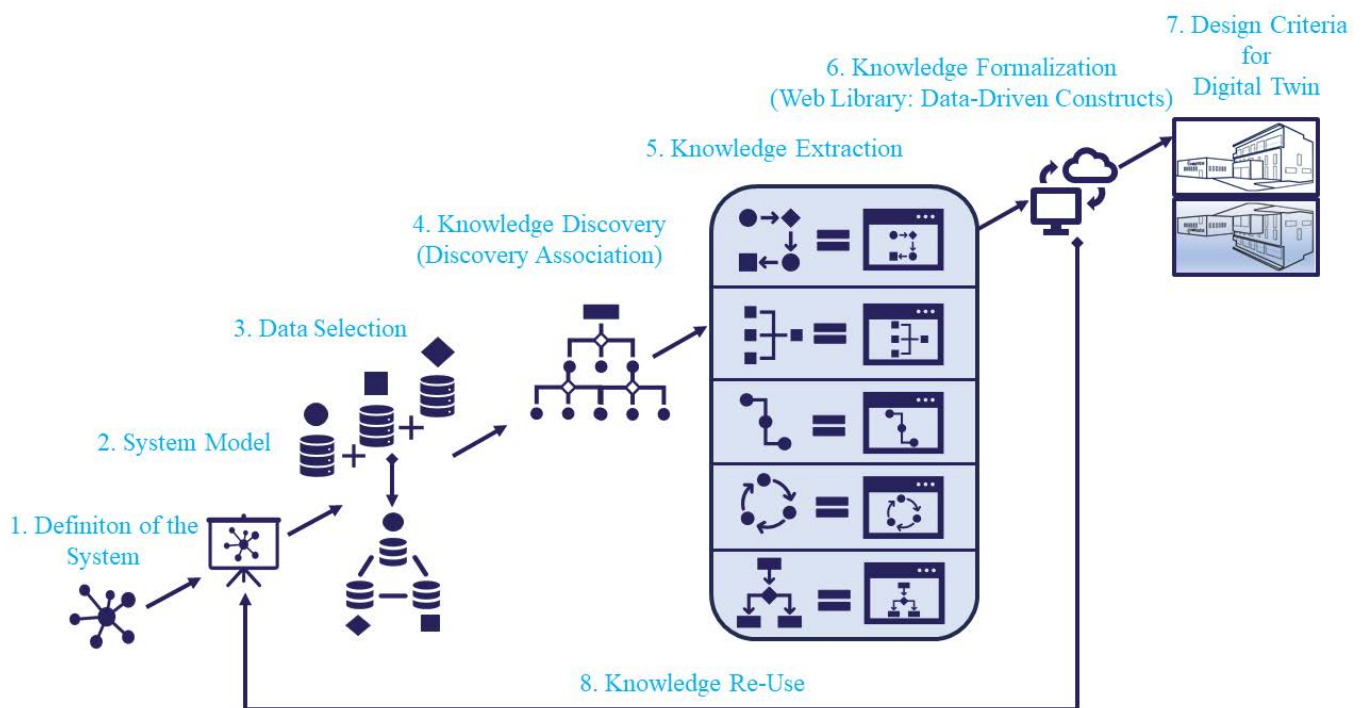 1. Definiton of the
System
2. System Model
3. Data Selection
4. Knowledge Discovery
(Discovery Association)
5. Knowledge Extraction
6. Knowledge Formalization
(Web Library: Data-Driven Constructs)
7. Design Criteria
for
Digital Twin
8. Knowledge Re-Use